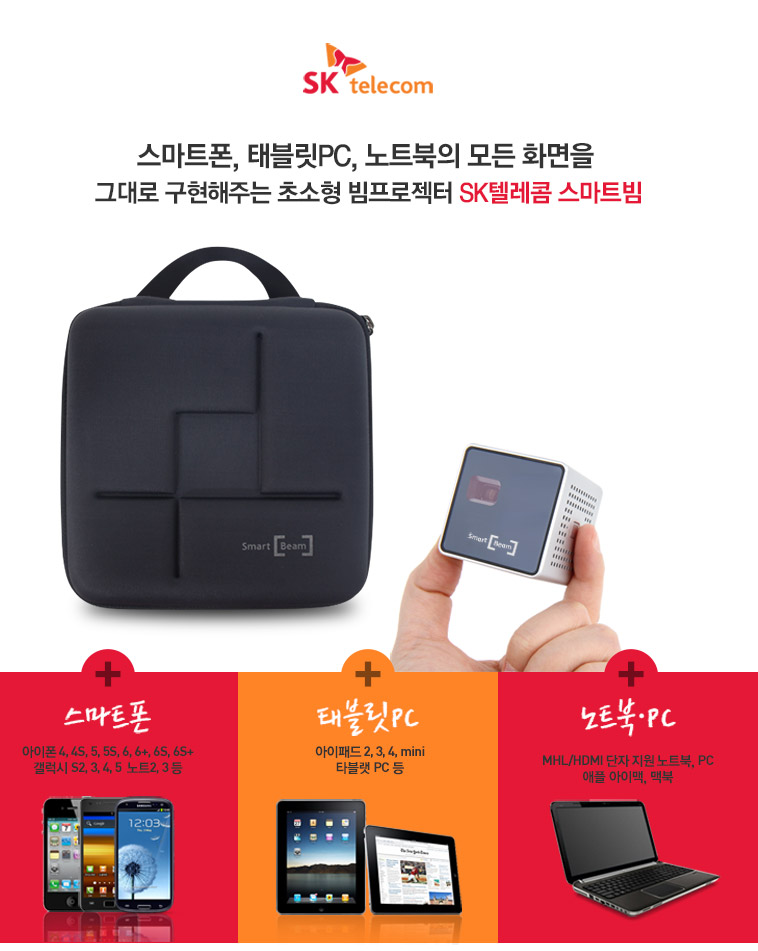 SK telecom
스마트폰, 태블릿PC, 노트북의 모든 화면을
그대로 구현해주는 초소형 빔프로젝터 SK텔레콤 스마트빔
Smart [Beam]
Smart [Beam]
스마트폰
아이폰 4, 4S, 5, 5S, 6, 6+, 6S, 6S+
갤럭시 S2, 3, 4, 5 노트2, 3 등
태블릿PC
아이패드 2, 3, 4, mini
타블랫 PC 등
노트북·PC
MHL/HDMI 단자 지원 노트북, PC
애플 아이맥, 맥북
SAMSUNG
12:03
The New York Times